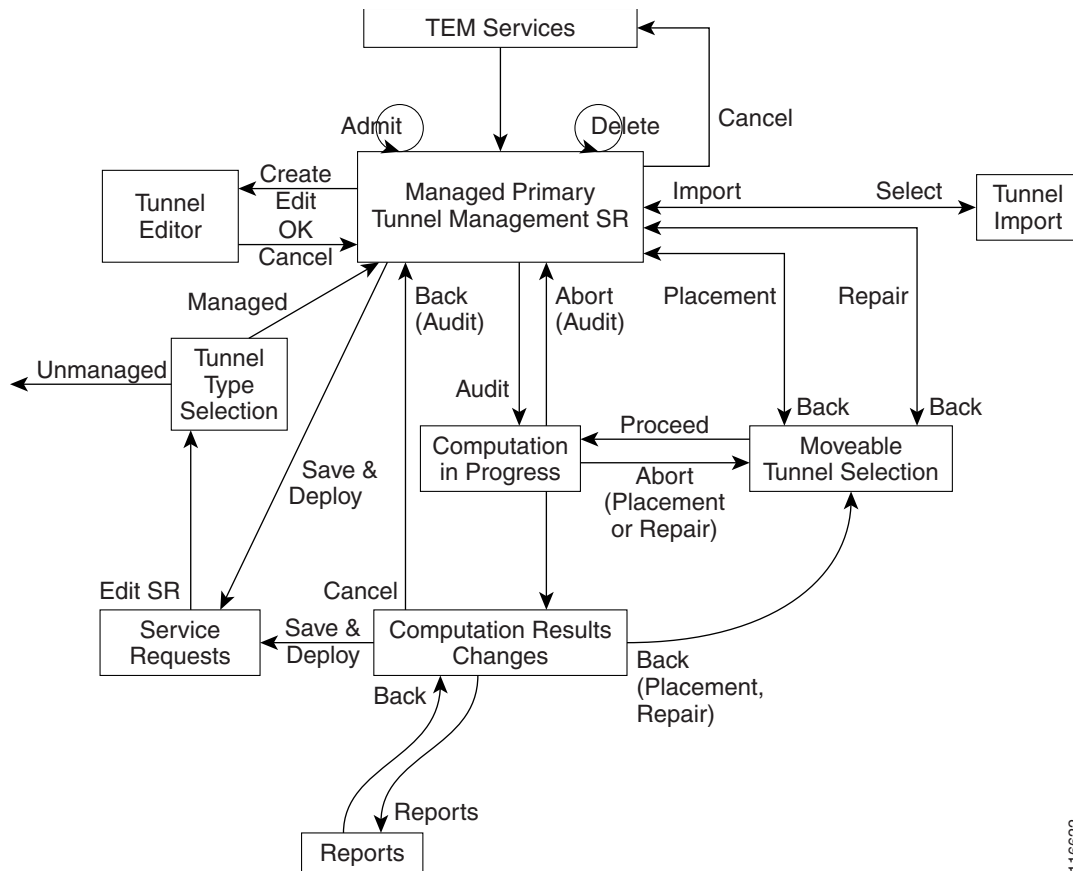 TEM Services
Cancel
Admit
Delete
Create
Edit
OK
Cancel
Tunnel
Editor
Managed Primary
Tunnel Management SR
Import
Select
Tunnel
Import
Managed
Back
(Audit)
Abort
(Audit)
Placement
Repair
Unmanaged
Tunnel
Type
Selection
Audit
Back
Back
Proceed
Computation
in Progress
Moveable
Tunnel Selection
Abort
(Placement
or Repair)
Save &
Deploy
Edit SR
Cancel
Service
Requests
Save &
Deploy
Computation Results
Changes
Back
(Placement,
Repair)
Back
Reports
Reports